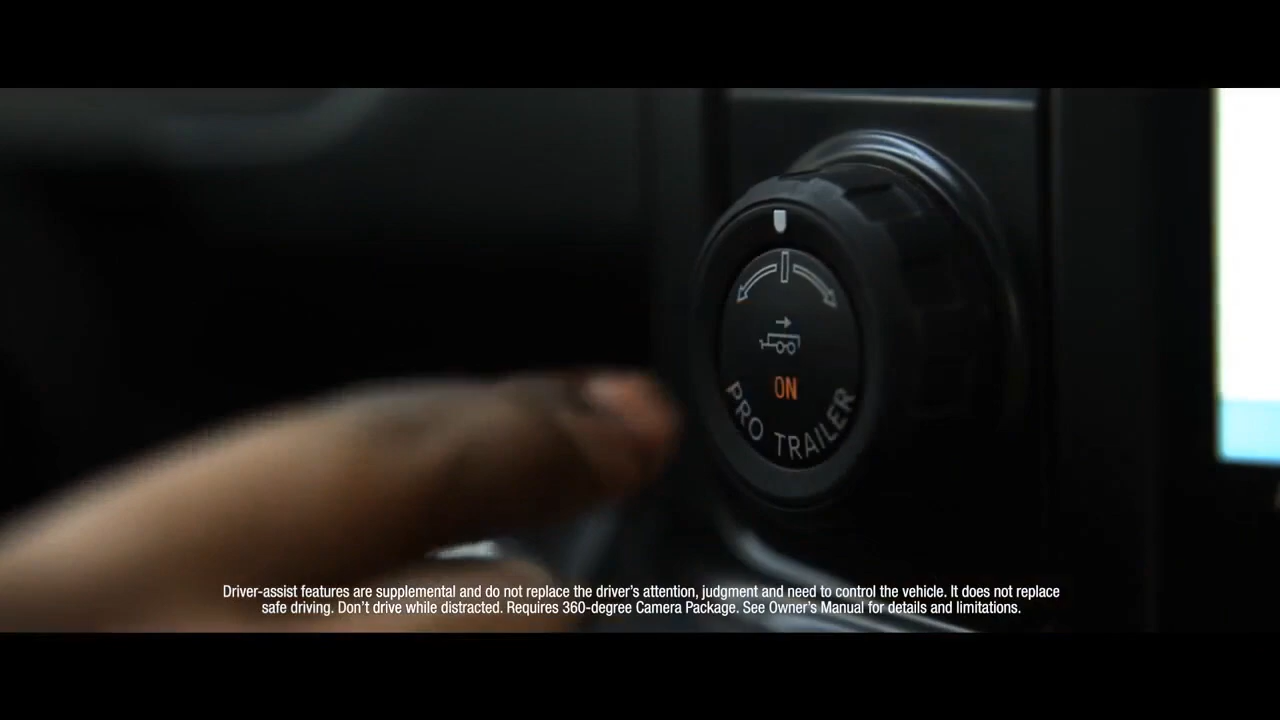 ON
PRO TRAILER
Driver-assist features are supplemental and do not replace the driver's attention, judgment and need to control the vehicle. It does not replace
safe driving. Don't drive while distracted. Requires 360-degree Camera Package. See Owner's Manual for details and limitations.